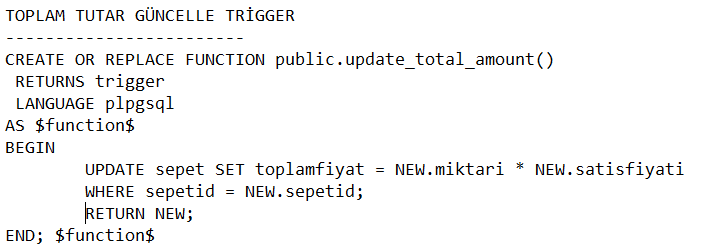 TOPLAM TUTAR GÜNCELLE TRİGGER
------------------------
CREATE OR REPLACE FUNCTION public.update_total_amount()
 RETURNS trigger
 LANGUAGE plpgsql
AS $function$
BEGIN
        UPDATE sepet SET toplamfiyat = NEW.miktari * NEW.satisfiyati
        WHERE sepetid = NEW.sepetid;
        RETURN NEW;
END; $function$